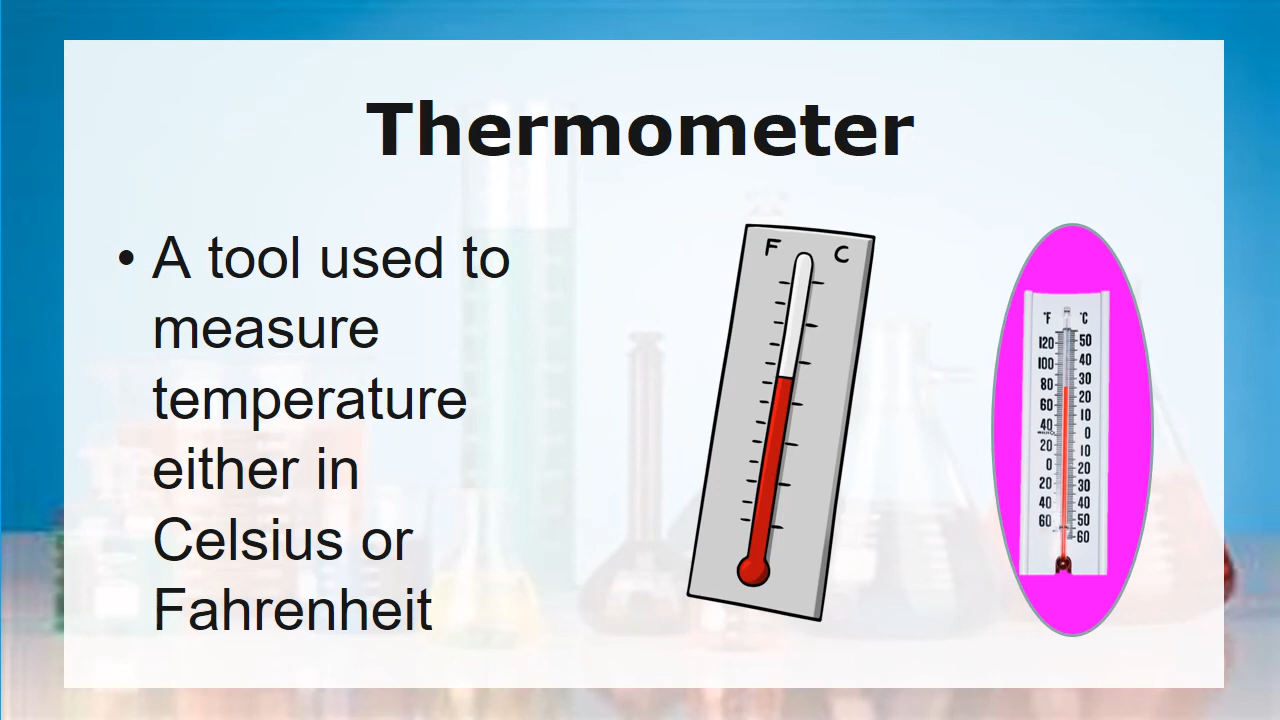 Thermometer
• A tool used to
measure
temperature
either in
Celsius or
Fahrenheit
F C
°F °C
120 50
100 40
80 30
60 20
40 10
20 0
0 10
20 20
40 30
60 40
50
60